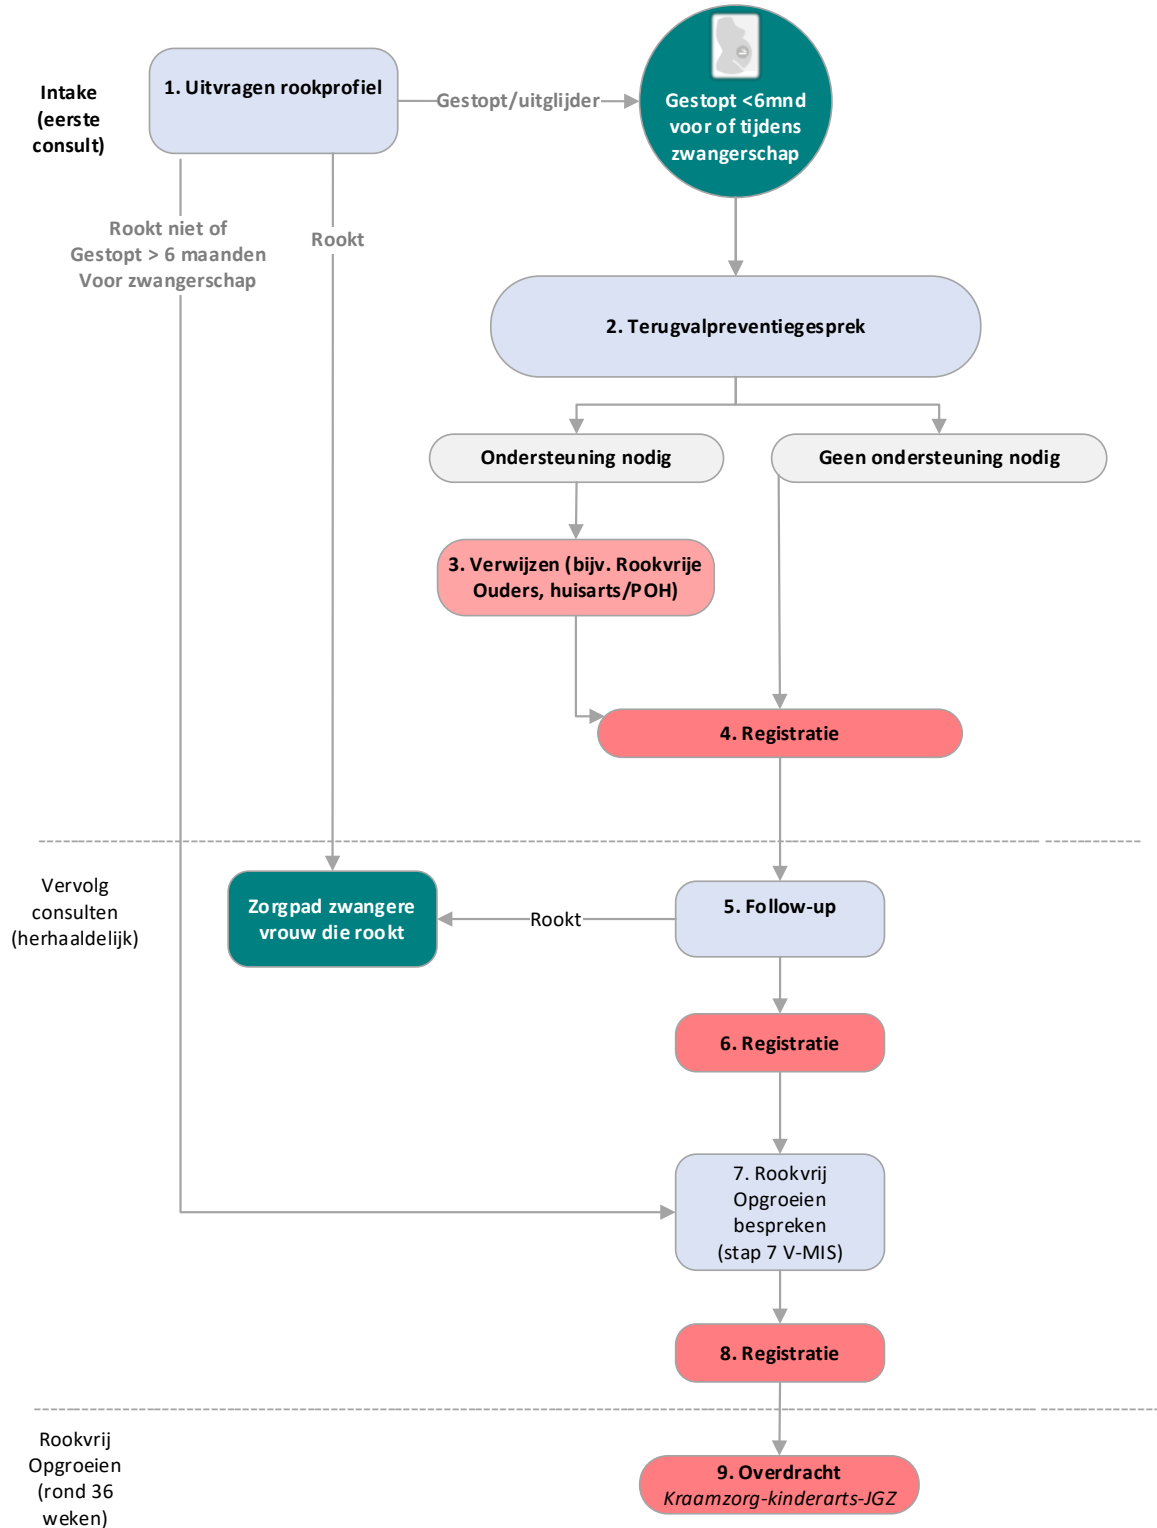 Intake
(eerste
consult)
1. Uitvragen rookprofiel
Gestopt/uitglijder
Gestopt <6mnd
voor of tijdens
zwangerschap
Rookt niet of
Gestopt > 6 maanden
Voor zwangerschap
Rookt
2. Terugvalpreventiegesprek
Ondersteuning nodig
Geen ondersteuning nodig
3. Verwijzen (bijv. Rookvrije
Ouders, huisarts/POH)
4. Registratie
Vervolg
consulten
(herhaaldelijk)
Zorgpad zwangere
vrouw die rookt
Rookt
5. Follow-up
6. Registratie
7. Rookvrij
Opgroeien
bespreken
(stap 7 V-MIS)
8. Registratie
Rookvrij
Opgroeien
(rond 36
weken)
9. Overdracht
Kraamzorg-kinderarts-JGZ